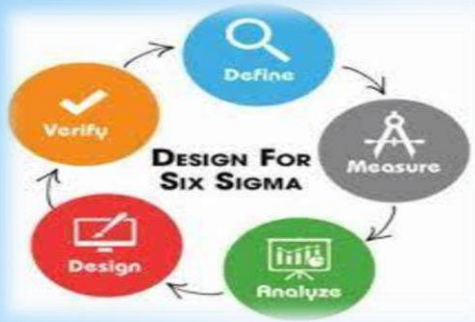 Define
Measure
Analyze
Design
Verify
DESIGN FOR
SIX SIGMA